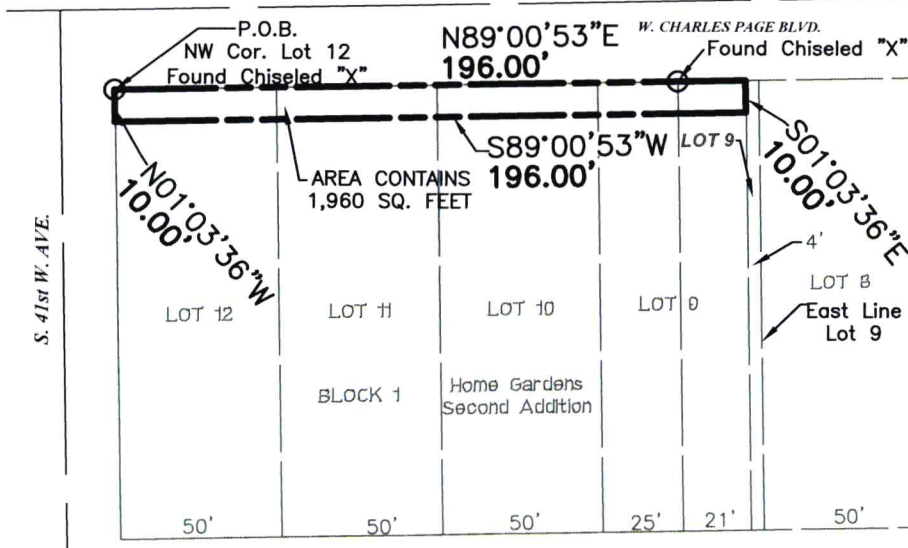 P.O.B.
NW Cor. Lot 12
Found Chiseled "X"
N89°00'53"E
196.00'
W. CHARLES PAGE BLVD.
Found Chiseled "X"
S89°00'53"W
196.00'
LOT 9
S01°03'36"E
10.00'
AREA CONTAINS
1,960 SQ. FEET
N01°03'36"W
10.00'
4'
S. 41st W. AVE.
LOT 12
LOT 11
LOT 10
LOT 9
LOT 8
East Line
Lot 9
BLOCK 1
Home Gardens
Second Addition
50'
50'
50'
25'
21'
50'